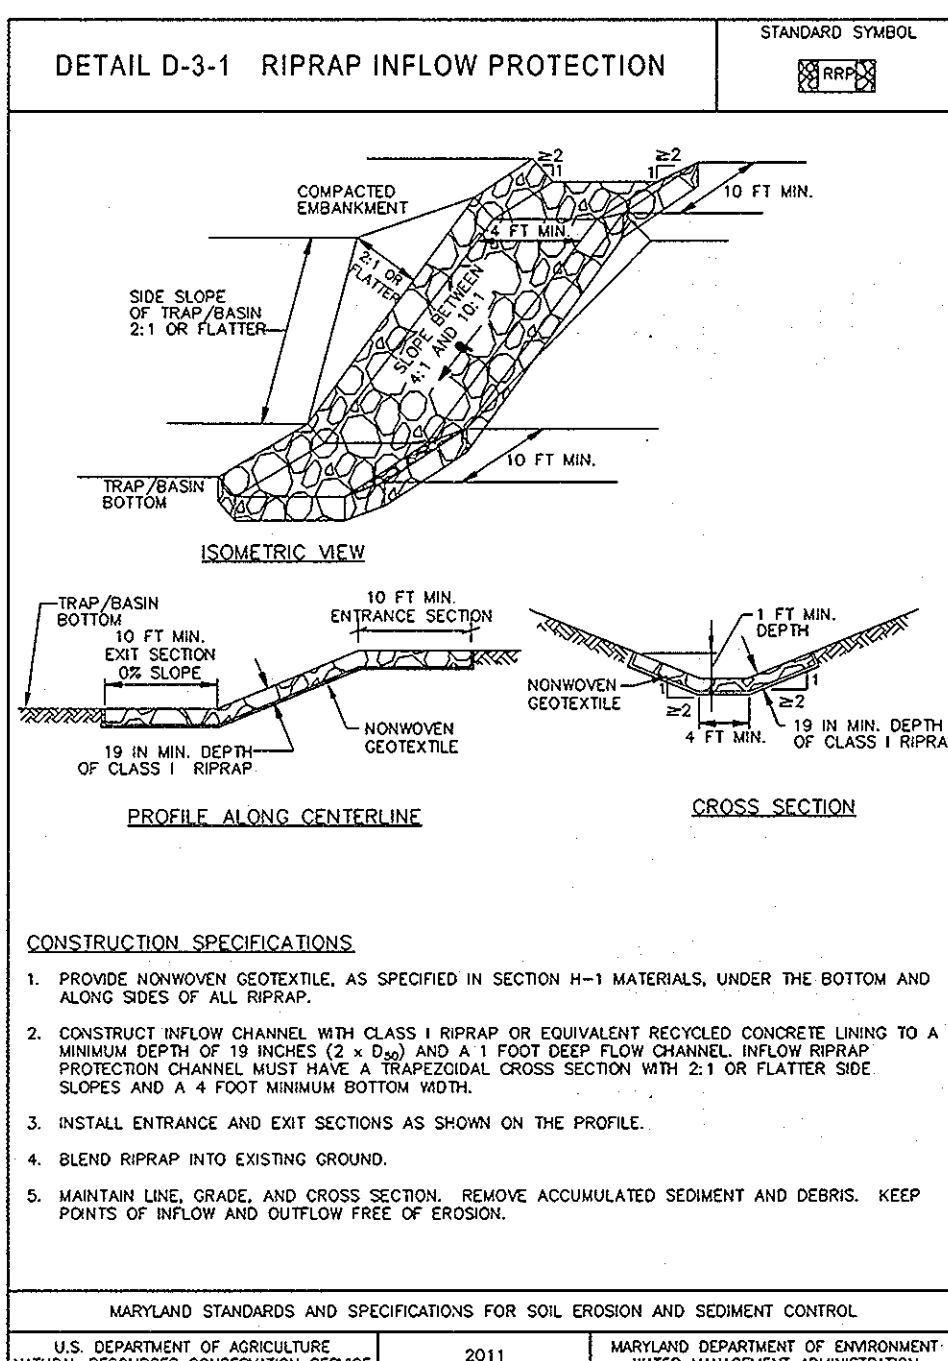 DETAIL D-3-1 RIPRAP INFLOW PROTECTION
STANDARD SYMBOL
RRP
≥2
1
≥2
1
10 FT MIN.
COMPACTED
EMBANKMENT
4 FT MIN.
2:1 OR
FLATTER
SLOPE BETWEEN
4:1 AND 10:1
SIDE SLOPE
OF TRAP/BASIN
2:1 OR FLATTER
10 FT MIN.
TRAP/BASIN
BOTTOM
ISOMETRIC VIEW
TRAP/BASIN
BOTTOM
10 FT MIN.
EXIT SECTION
0% SLOPE
10 FT MIN.
ENTRANCE SECTION
NONWOVEN
GEOTEXTILE
19 IN MIN. DEPTH
OF CLASS I RIPRAP
PROFILE ALONG CENTERLINE
1 FT MIN.
DEPTH
NONWOVEN
GEOTEXTILE
1
≥2
1
≥2
4 FT MIN.
19 IN MIN. DEPTH
OF CLASS I RIPRA
CROSS SECTION
CONSTRUCTION SPECIFICATIONS
1. PROVIDE NONWOVEN GEOTEXTILE, AS SPECIFIED IN SECTION H-1 MATERIALS, UNDER THE BOTTOM AND
ALONG SIDES OF ALL RIPRAP.
2. CONSTRUCT INFLOW CHANNEL WITH CLASS I RIPRAP OR EQUIVALENT RECYCLED CONCRETE LINING TO A
MINIMUM DEPTH OF 19 INCHES (2 x D50) AND A 1 FOOT DEEP FLOW CHANNEL. INFLOW RIPRAP
PROTECTION CHANNEL MUST HAVE A TRAPEZOIDAL CROSS SECTION WITH 2:1 OR FLATTER SIDE
SLOPES AND A 4 FOOT MINIMUM BOTTOM WIDTH.
3. INSTALL ENTRANCE AND EXIT SECTIONS AS SHOWN ON THE PROFILE.
4. BLEND RIPRAP INTO EXISTING GROUND.
5. MAINTAIN LINE, GRADE, AND CROSS SECTION. REMOVE ACCUMULATED SEDIMENT AND DEBRIS. KEEP
POINTS OF INFLOW AND OUTFLOW FREE OF EROSION.
MARYLAND STANDARDS AND SPECIFICATIONS FOR SOIL EROSION AND SEDIMENT CONTROL
U.S. DEPARTMENT OF AGRICULTURE
NATURAL RESOURCES CONSERVATION SERVICE
2011
MARYLAND DEPARTMENT OF ENVIRONMENT
WATER MANAGEMENT ADMINISTRATION